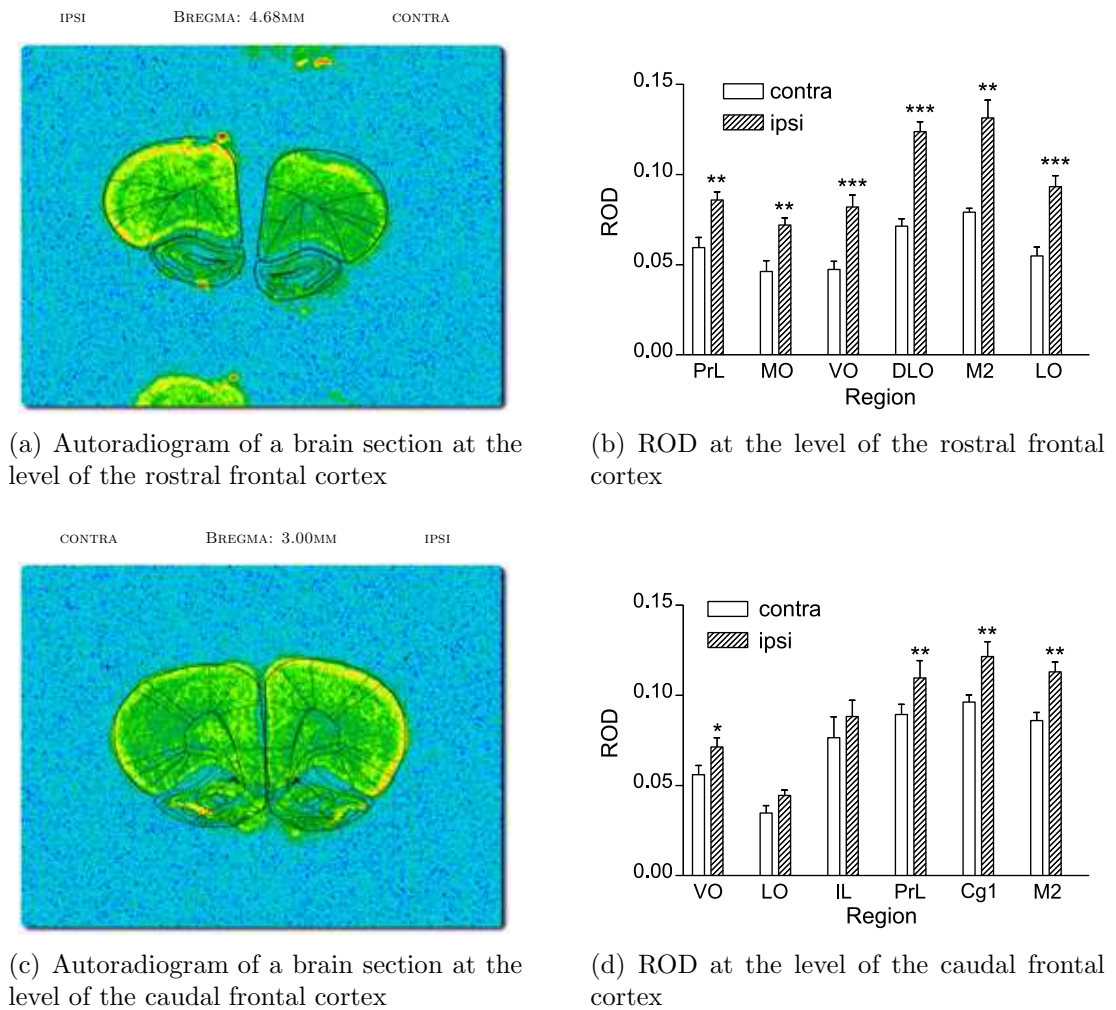 IPSI BREGMA: 4.68MM CONTRA
(a) Autoradiogram of a brain section at the
level of the rostral frontal cortex
0.15
0.10
0.05
0.00
ROD
contra
ipsi
** ** *** *** ** ***
PrL MO VO DLO M2 LO
Region
(b) ROD at the level of the rostral frontal
cortex
CONTRA BREGMA: 3.00MM IPSI
(c) Autoradiogram of a brain section at the
level of the caudal frontal cortex
0.15
0.10
0.05
0.00
ROD
contra
ipsi
* ** ** **
VO LO IL PrL Cg1 M2
Region
(d) ROD at the level of the caudal frontal
cortex